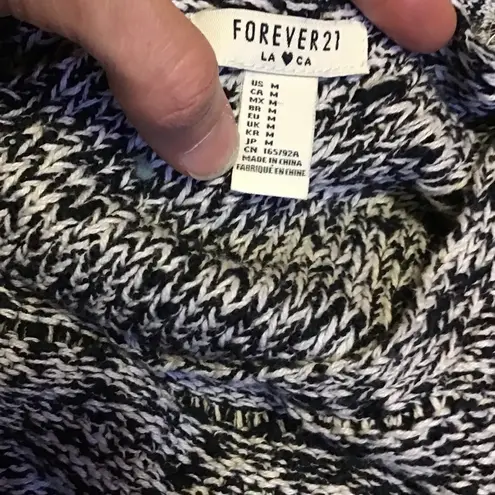 FOREVER21
LA ♥ CA
US M
CA M
MX M
BR M
EU M
UK M
KR M
JP M
CN 165/92A
MADE IN CHINA
FABRIQUE EN CHINE